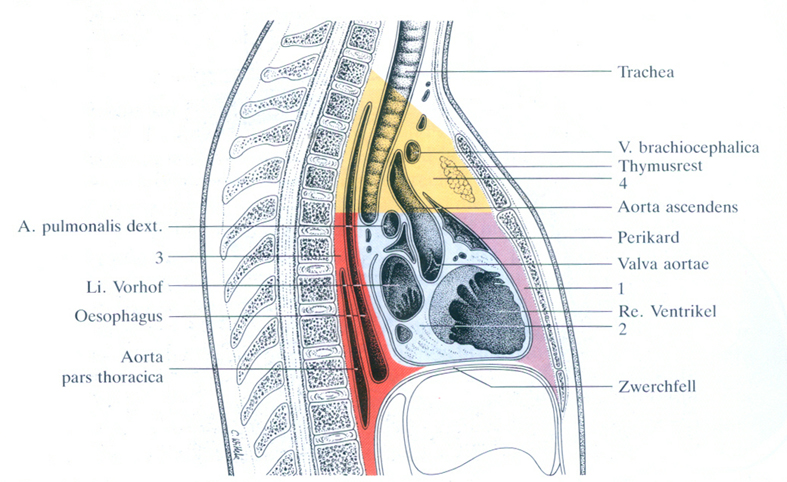 Trachea
V. brachiocephalica
Thymusrest
4
Aorta ascendens
A. pulmonalis dext.
Perikard
3
Valva aortae
Li. Vorhof
1
Oesophagus
Re. Ventrikel
2
Aorta
pars thoracica
Zwerchfell